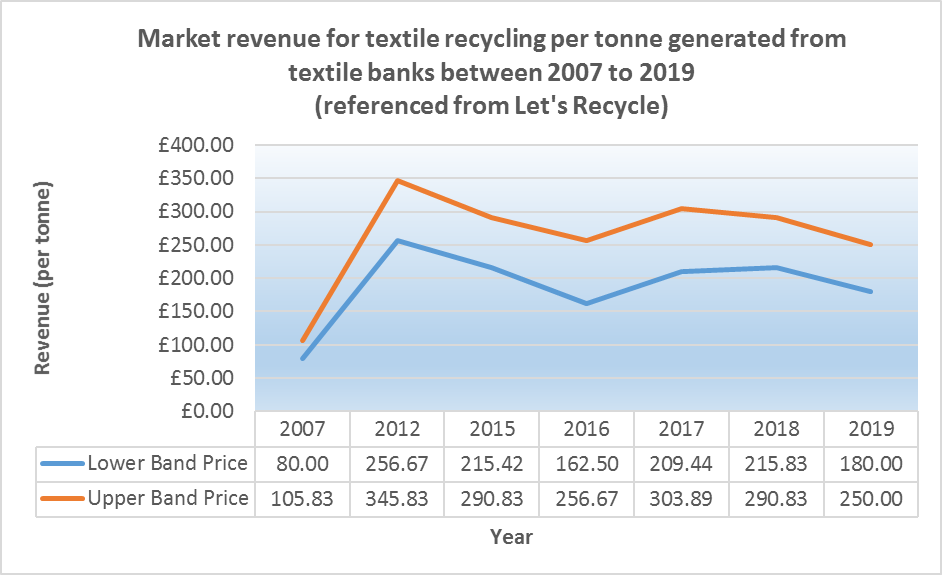 Market revenue for textile recycling per tonne generated from
textile banks between 2007 to 2019
(referenced from Let's Recycle)
Revenue (per tonne)
£400.00
£350.00
£300.00
£250.00
£200.00
£150.00
£100.00
£50.00
£0.00
2007 2012 2015 2016 2017 2018 2019
Lower Band Price 80.00 256.67 215.42 162.50 209.44 215.83 180.00
Upper Band Price 105.83 345.83 290.83 256.67 303.89 290.83 250.00
Year